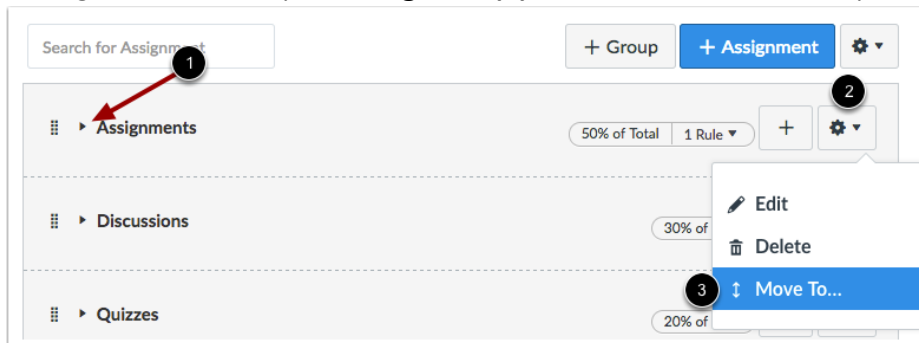 Search for Assignment
+ Group
+ Assignment
1
2
Assignments
50% of Total 1 Rule
+
Edit
Discussions
30% of
Delete
3 Move To...
Quizzes
20% of